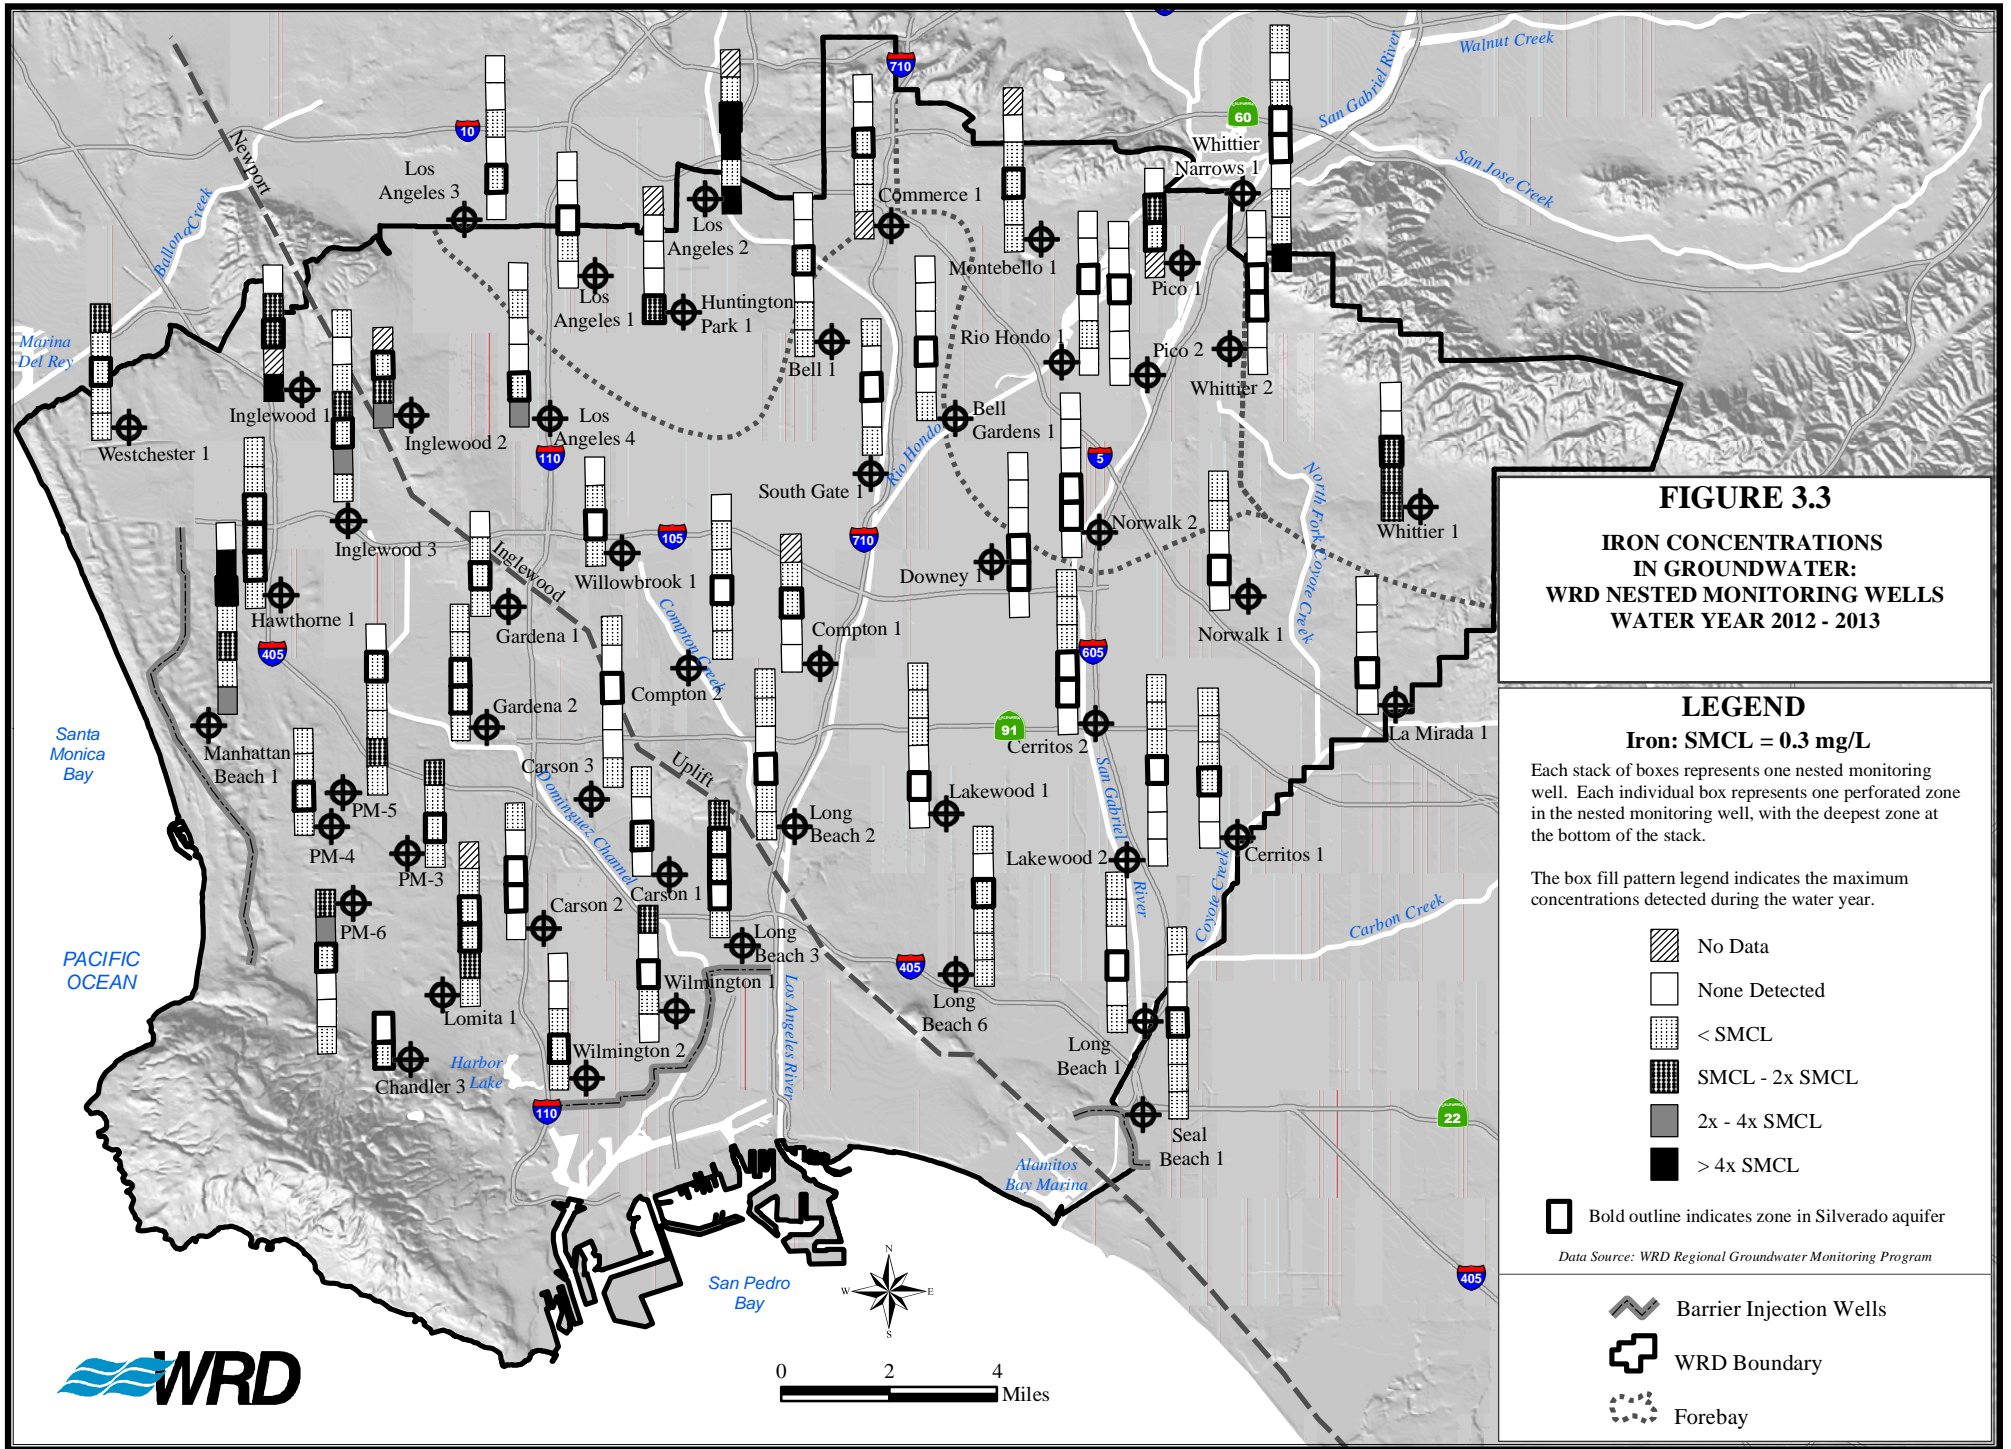 Walnut Creek
San Gabriel River
San Jose Creek
710
10
60
Whittier
Narrows 1
Newport
Ballona Creek
Los
Angeles 3
Los
Angeles 2
Commerce 1
Montebello 1
Pico 1
Los
Angeles 1
Huntington
Park 1
Bell 1
Rio Hondo 1
Pico 2
Whittier 2
Marina
Del Rey
Westchester 1
Inglewood 1
Inglewood 2
Los
Angeles 4
110
Bell
Gardens 1
Rio Hondo
South Gate 1
5
North Fork Coyote Creek
Whittier 1
Inglewood 3
Inglewood
Willowbrook 1
105
710
Downey 1
Norwalk 2
Norwalk 1
Hawthorne 1
405
Gardena 1
Compton Creek
Compton 1
Compton 2
605
Gardena 2
Manhattan
Beach 1
Santa
Monica
Bay
91
Cerritos 2
La Mirada 1
Carson 3
Uplift
Dominguez Channel
PM-5
PM-4
PM-3
Long
Beach 2
Lakewood 1
San Gabriel
River
Lakewood 2
Cerritos 1
Coyote Creek
Carson 1
Carson 2
PM-6
PACIFIC
OCEAN
Long
Beach 3
Wilmington 1
405
Long
Beach 6
Carbon Creek
Lomita 1
Los Angeles River
Wilmington 2
Harbor
Lake
Chandler 3
110
Long
Beach 1
22
Seal
Beach 1
Alamitos
Bay Marina
San Pedro
Bay
405
N
W
E
S
0 2 4
Miles
WRD
FIGURE 3.3
IRON CONCENTRATIONS
IN GROUNDWATER:
WRD NESTED MONITORING WELLS
WATER YEAR 2012 - 2013
LEGEND
Iron: SMCL = 0.3 mg/L
Each stack of boxes represents one nested monitoring
well. Each individual box represents one perforated zone
in the nested monitoring well, with the deepest zone at
the bottom of the stack.
The box fill pattern legend indicates the maximum
concentrations detected during the water year.
No Data
None Detected
< SMCL
SMCL - 2x SMCL
2x - 4x SMCL
> 4x SMCL
Bold outline indicates zone in Silverado aquifer
Data Source: WRD Regional Groundwater Monitoring Program
Barrier Injection Wells
WRD Boundary
Forebay